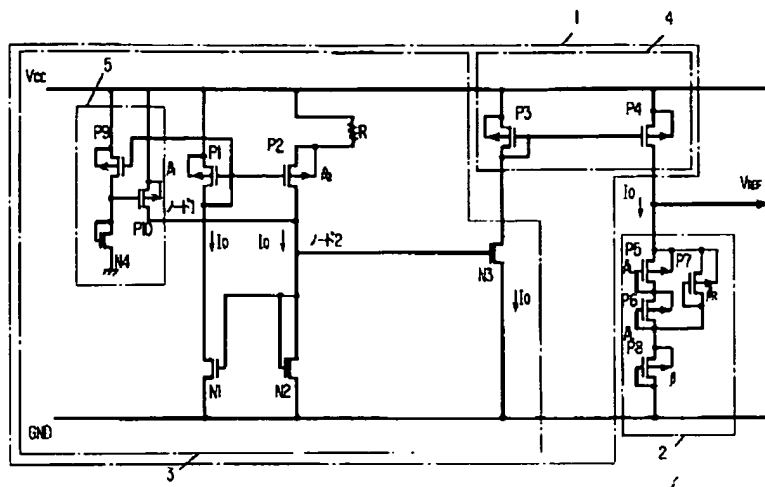 1
4
5
Vcc
P9
P1
P2
R
P3
P4
P10
ノード1
N4
Io
Io
ノード2
N3
Io
Io
VREF
P5
P7
P6
P8
N1
N2
GND
3
2